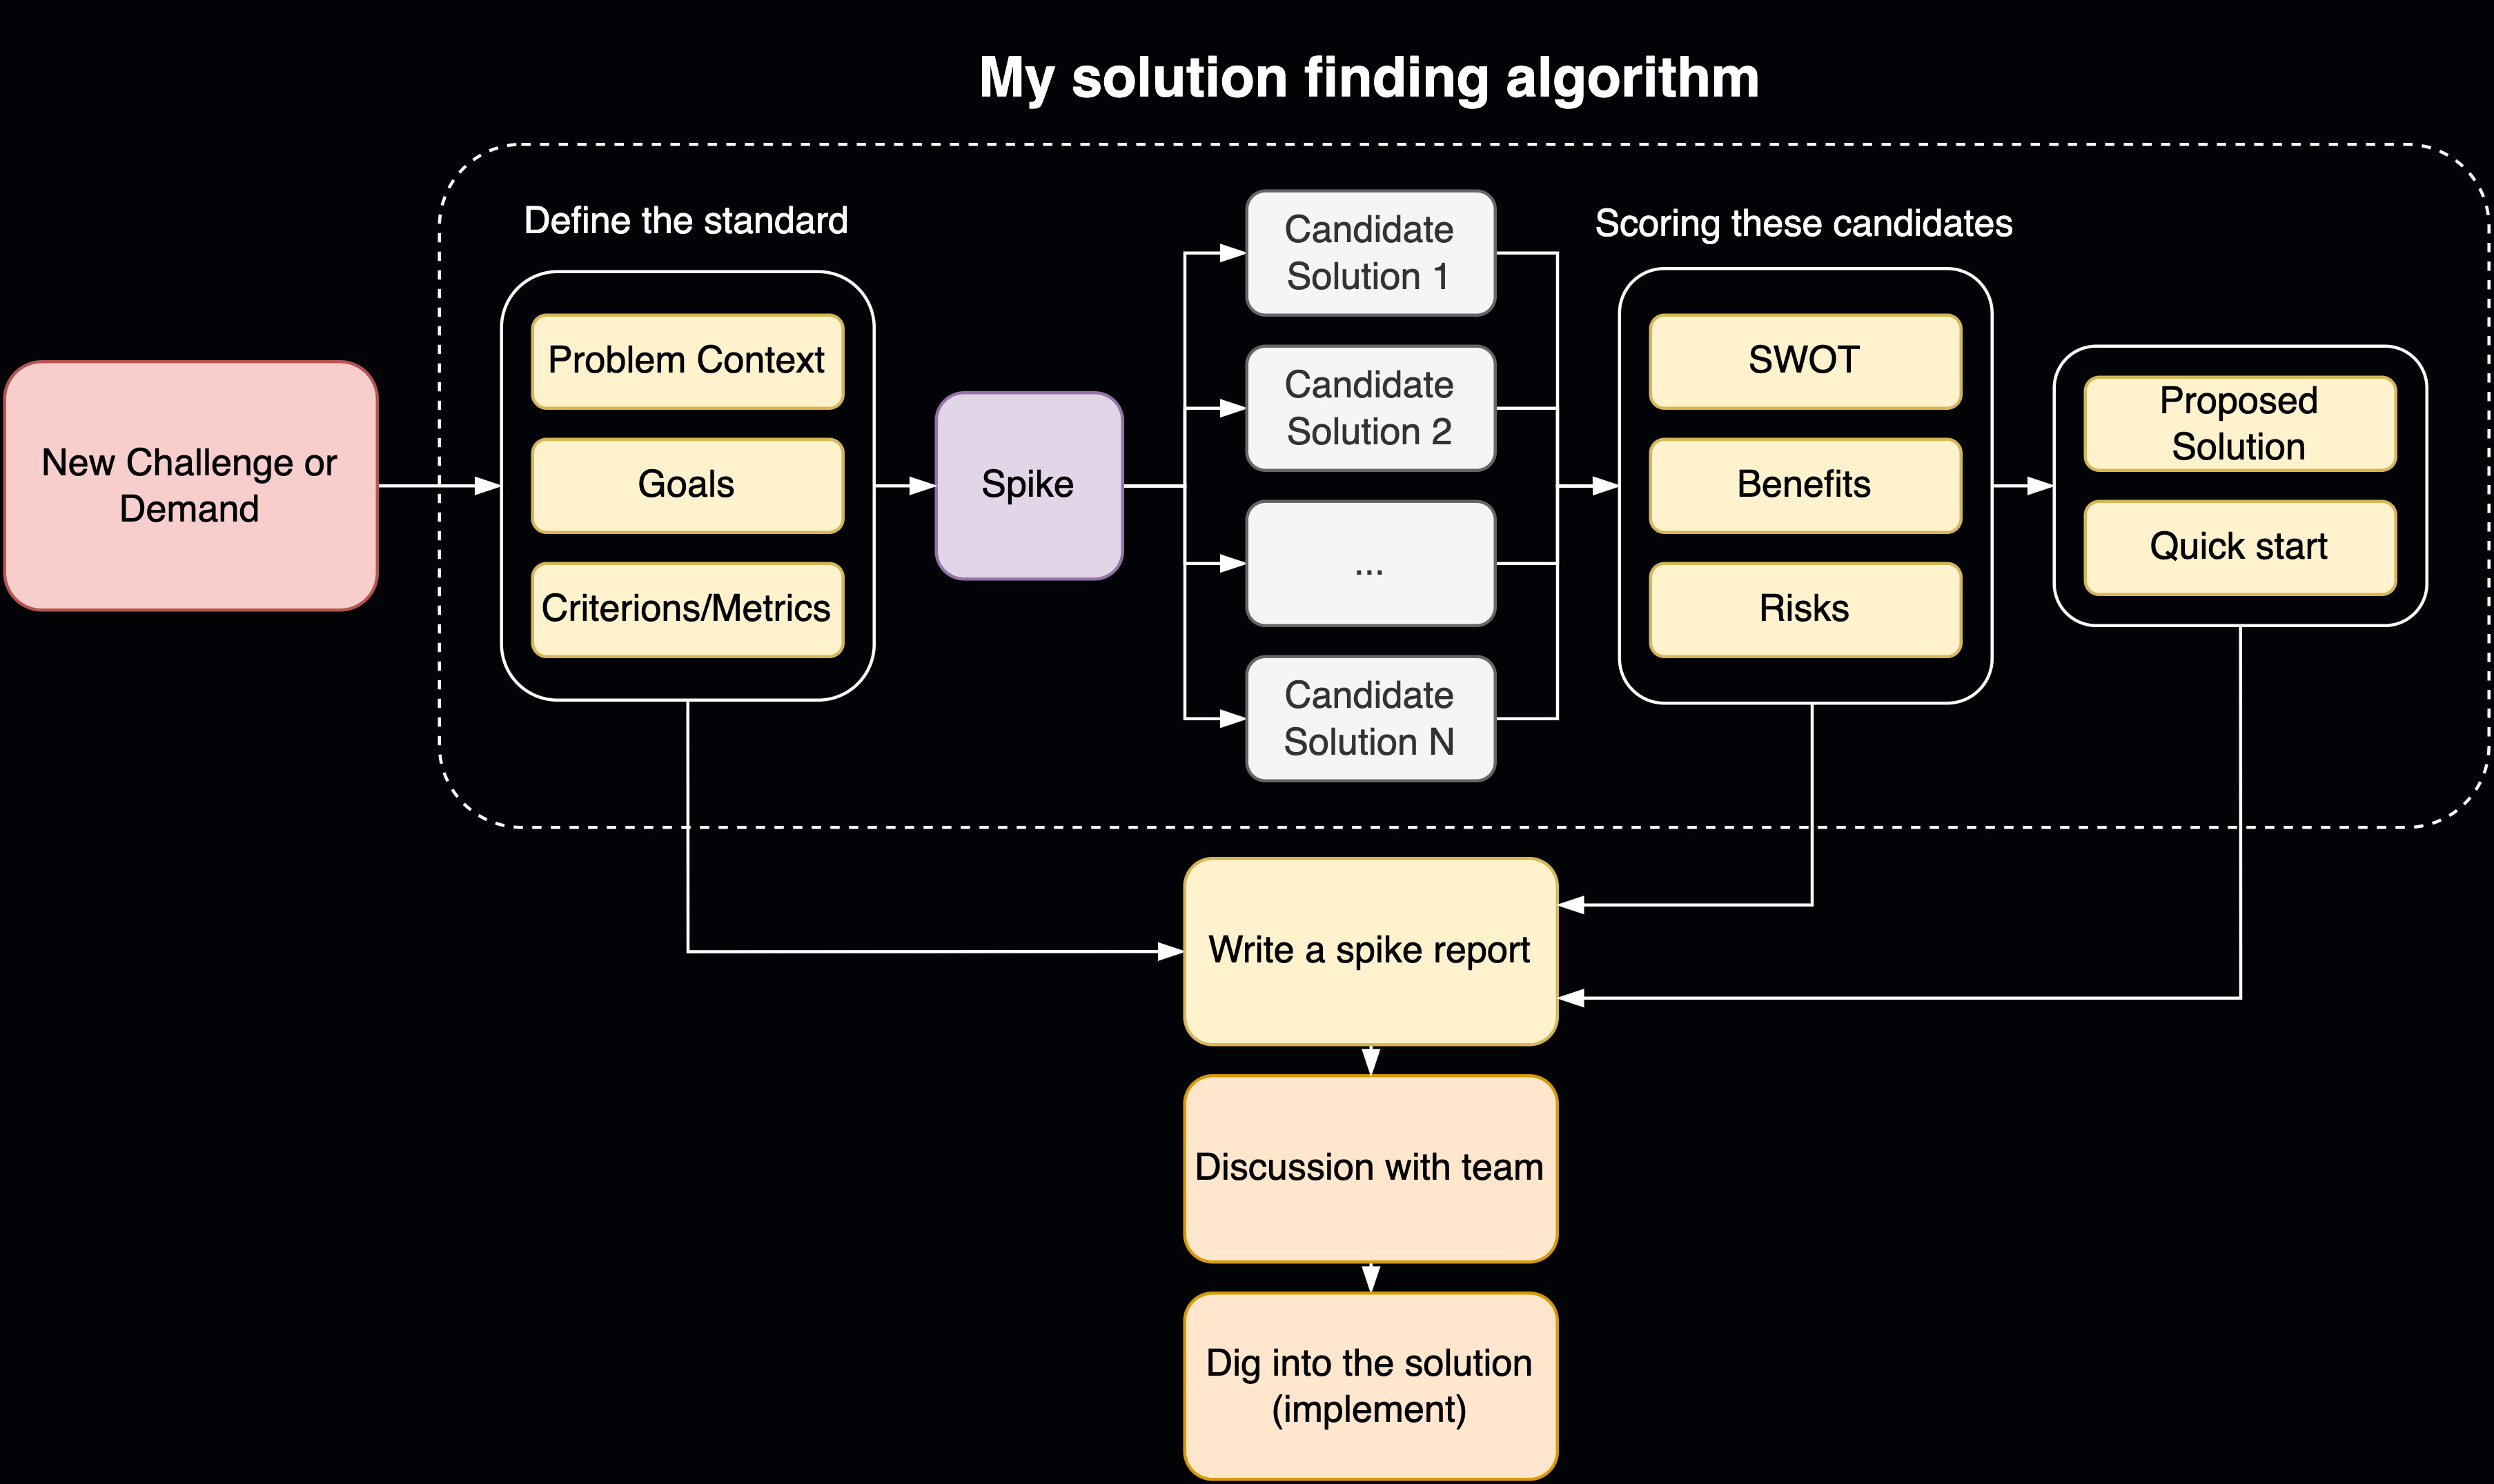 My solution finding algorithm
Define the standard
Scoring these candidates
New Challenge or
Demand
Problem Context
Goals
Criterions/Metrics
Spike
Candidate
Solution 1
Candidate
Solution 2
...
Candidate
Solution N
SWOT
Benefits
Risks
Proposed
Solution
Quick start
Write a spike report
Discussion with team
Dig into the solution
(implement)